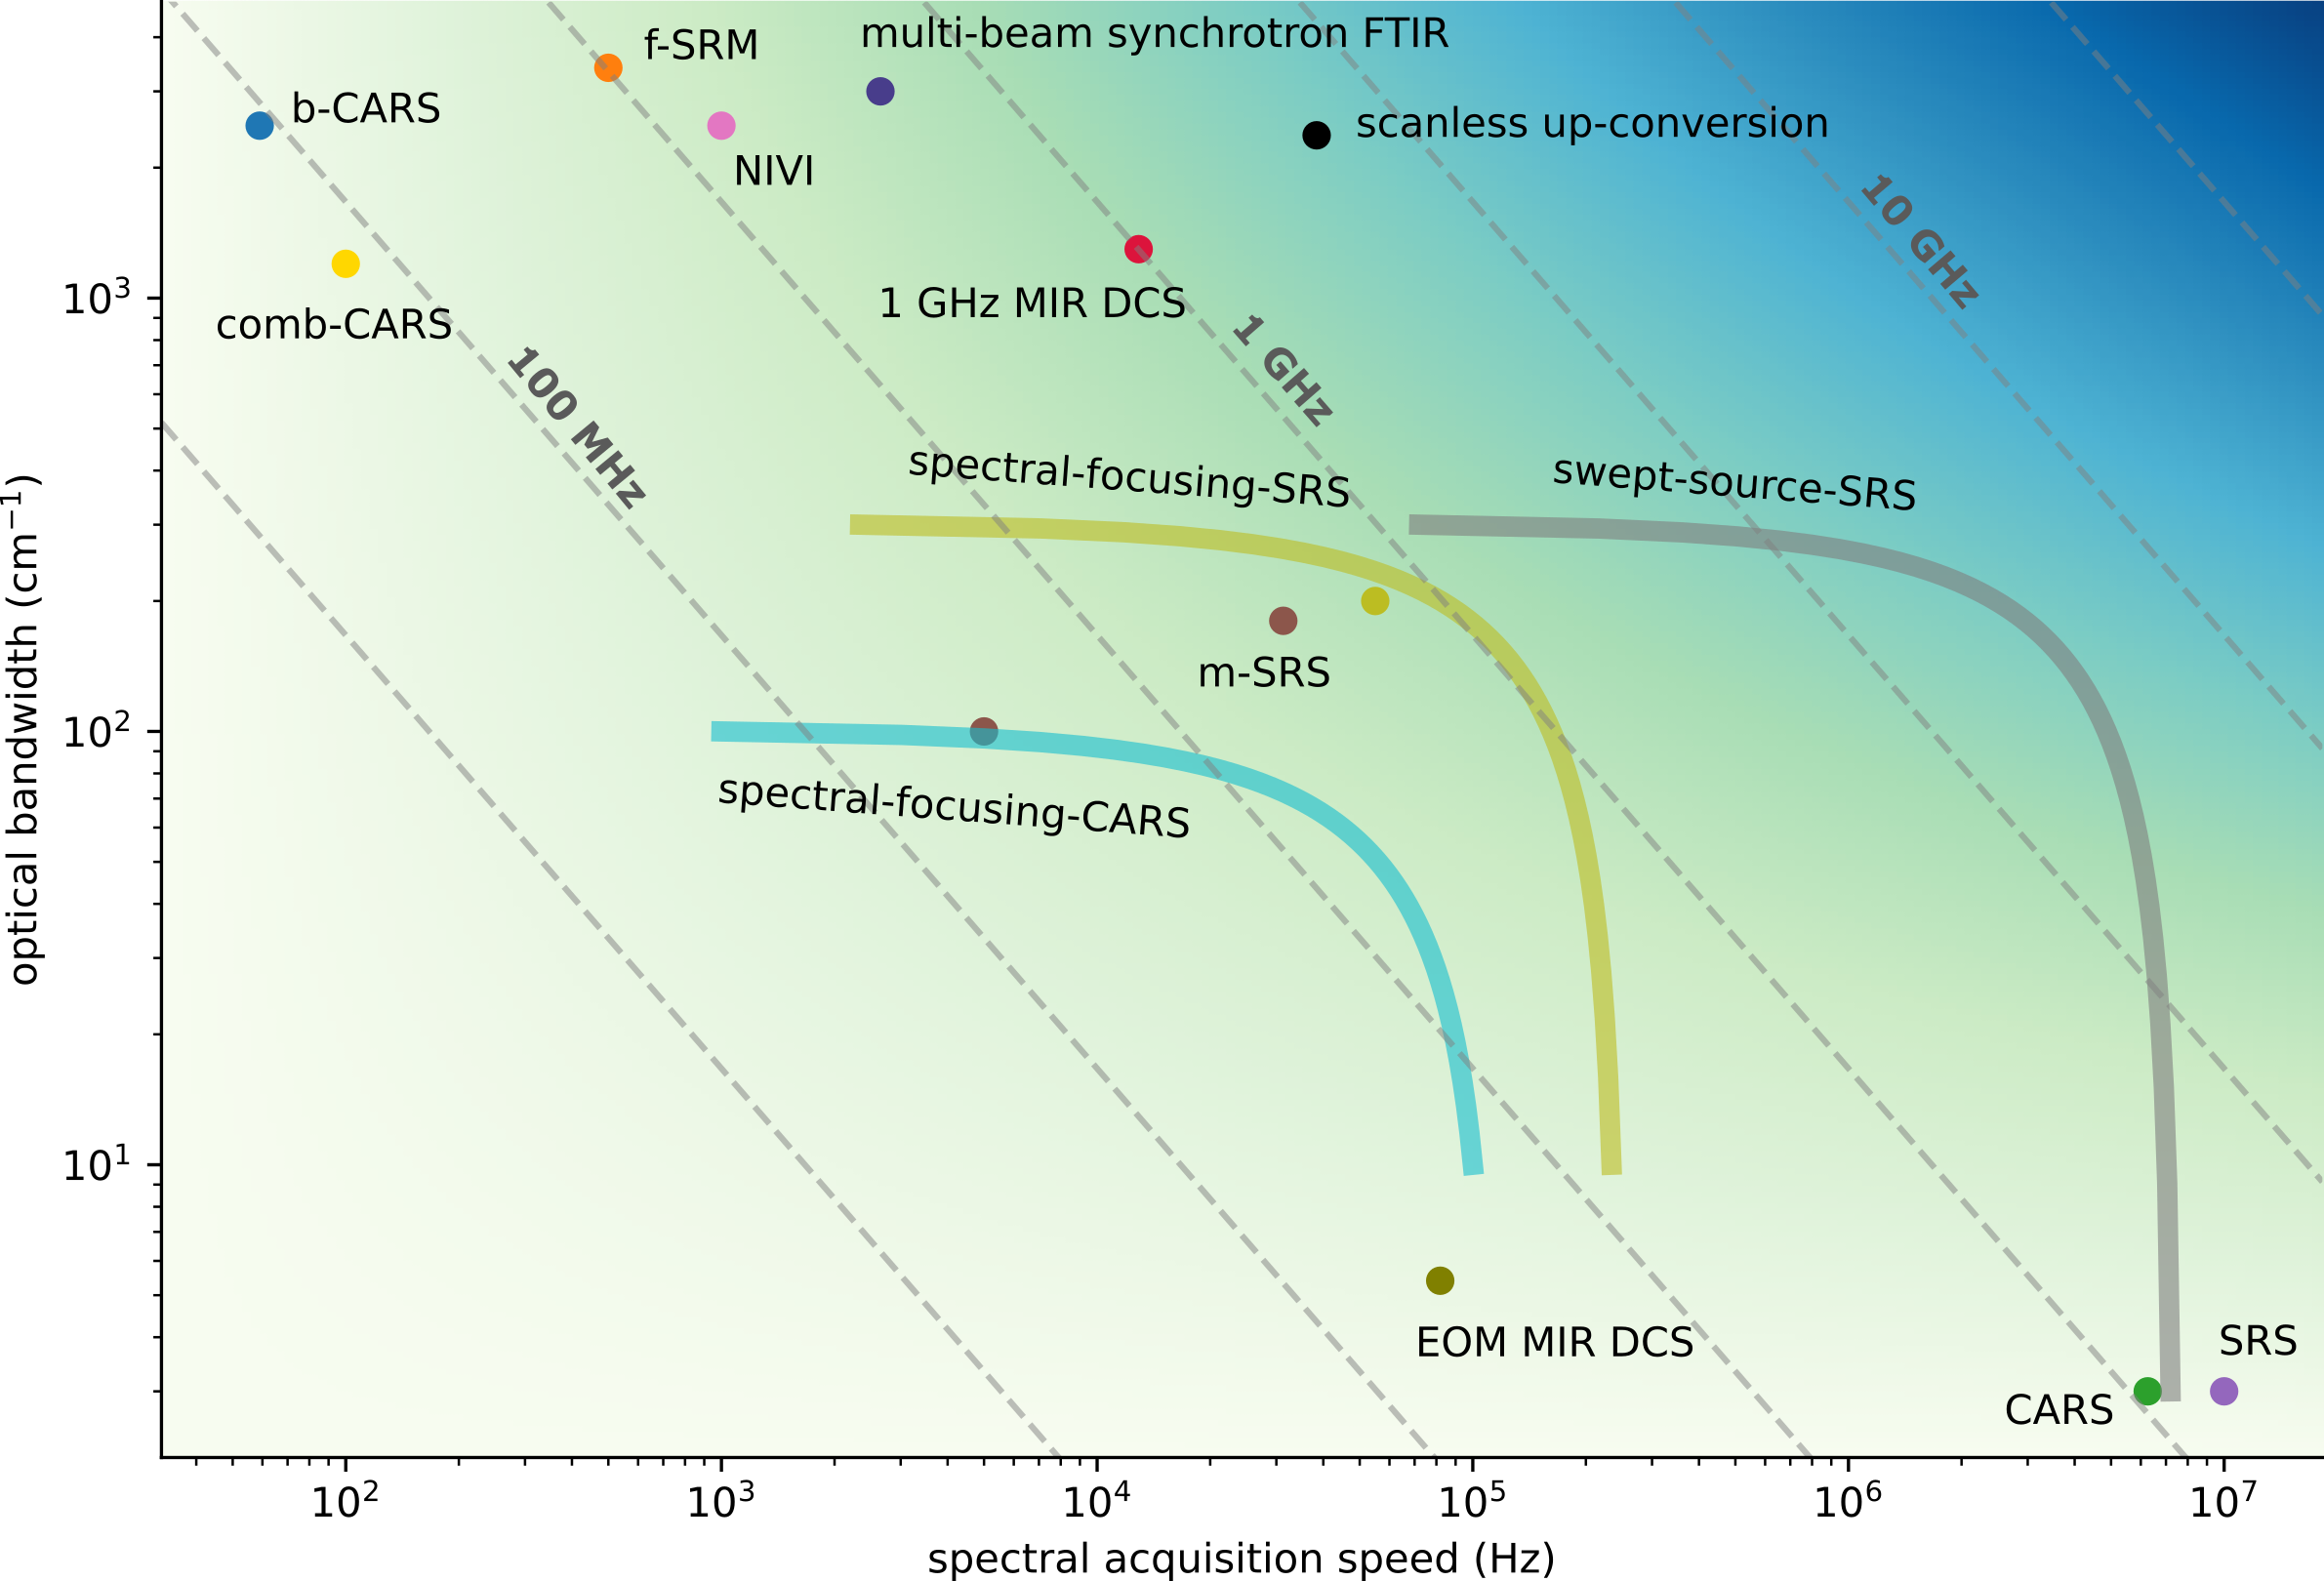 f-SRM
multi-beam synchrotron FTIR
b-CARS
scanless up-conversion
NIVI
10 GHz
10³
1 GHz MIR DCS
comb-CARS
100 MHz
1 GHz
spectral-focusing-SRS
swept-source-SRS
optical bandwidth (cm⁻¹)
m-SRS
10²
spectral-focusing-CARS
10¹
EOM MIR DCS
SRS
CARS
10² 10³ 10⁴ 10⁵ 10⁶ 10⁷
spectral acquisition speed (Hz)